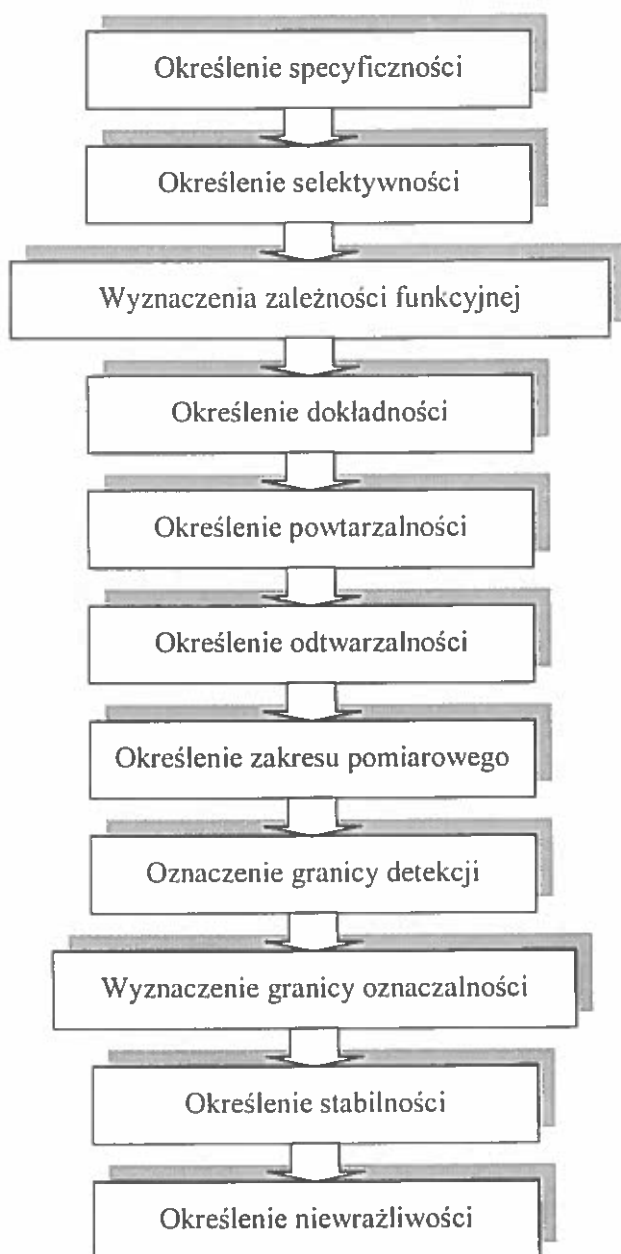 Określenie specyficzności
Określenie selektywności
Wyznaczenia zależności funkcyjnej
Określenie dokładności
Określenie powtarzalności
Określenie odtwarzalności
Określenie zakresu pomiarowego
Oznaczenie granicy detekcji
Wyznaczenie granicy oznaczalności
Określenie stabilności
Określenie niewrażliwości